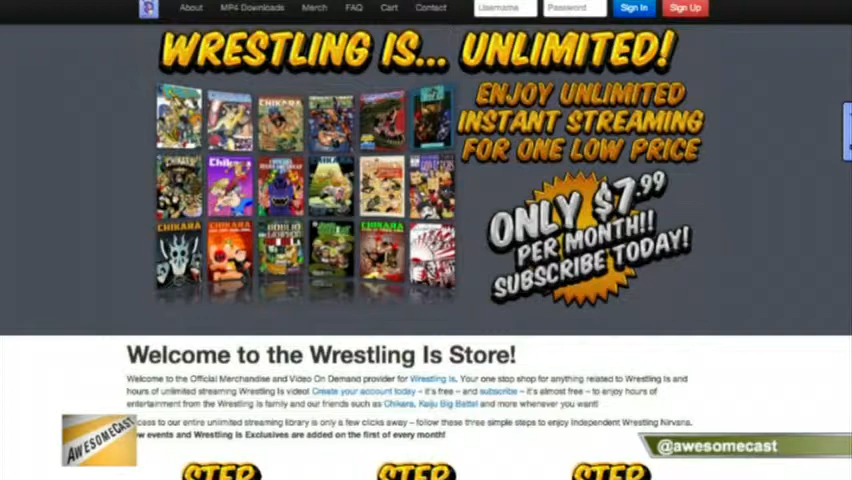 About MP4 Downloads Merch FAQ Cart Contact Username Password Sign In Sign Up
WRESTLING IS... UNLIMITED!
ENJOY UNLIMITED
INSTANT STREAMING
FOR ONE LOW PRICE
ONLY $7.99
PER MONTH!!
SUBSCRIBE TODAY!
CHIKARA
Chikara
CHIKARA
CHIKARA
CHIKARA
Welcome to the Wrestling Is Store!
Welcome to the Official Merchandise and Video On Demand provider for Wrestling Is. Your one stop shop for anything related to Wrestling Is and
hours of unlimited streaming Wrestling Is video! Create your account today – it's free – and subscribe – it's almost free – to enjoy hours of
entertainment from the Wrestling Is family and our friends such as Chikara, Kaiju Big Battel and more whenever you want!
ccess to our entire unlimited streaming library is only a few clicks away – follow these three simple steps to enjoy Independent Wrestling Nirvana.
ew events and Wrestling Is Exclusives are added on the first of every month!
AWESOMECAST
@awesomecast
STEP STEP STEP